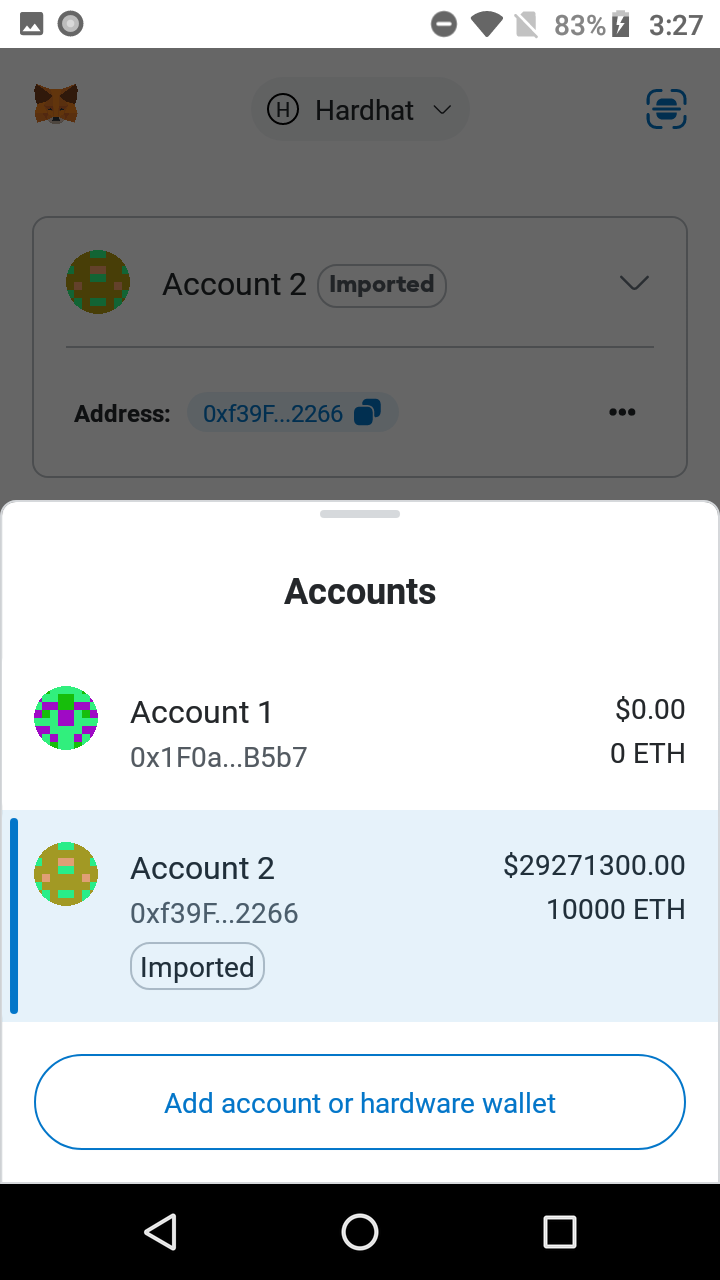 83% 3:27
H Hardhat
Account 2 Imported
Address: 0xf39F...2266
Accounts
Account 1 $0.00
0x1F0a...B5b7 0 ETH
Account 2 $29271300.00
0xf39F...2266 10000 ETH
Imported
Add account or hardware wallet